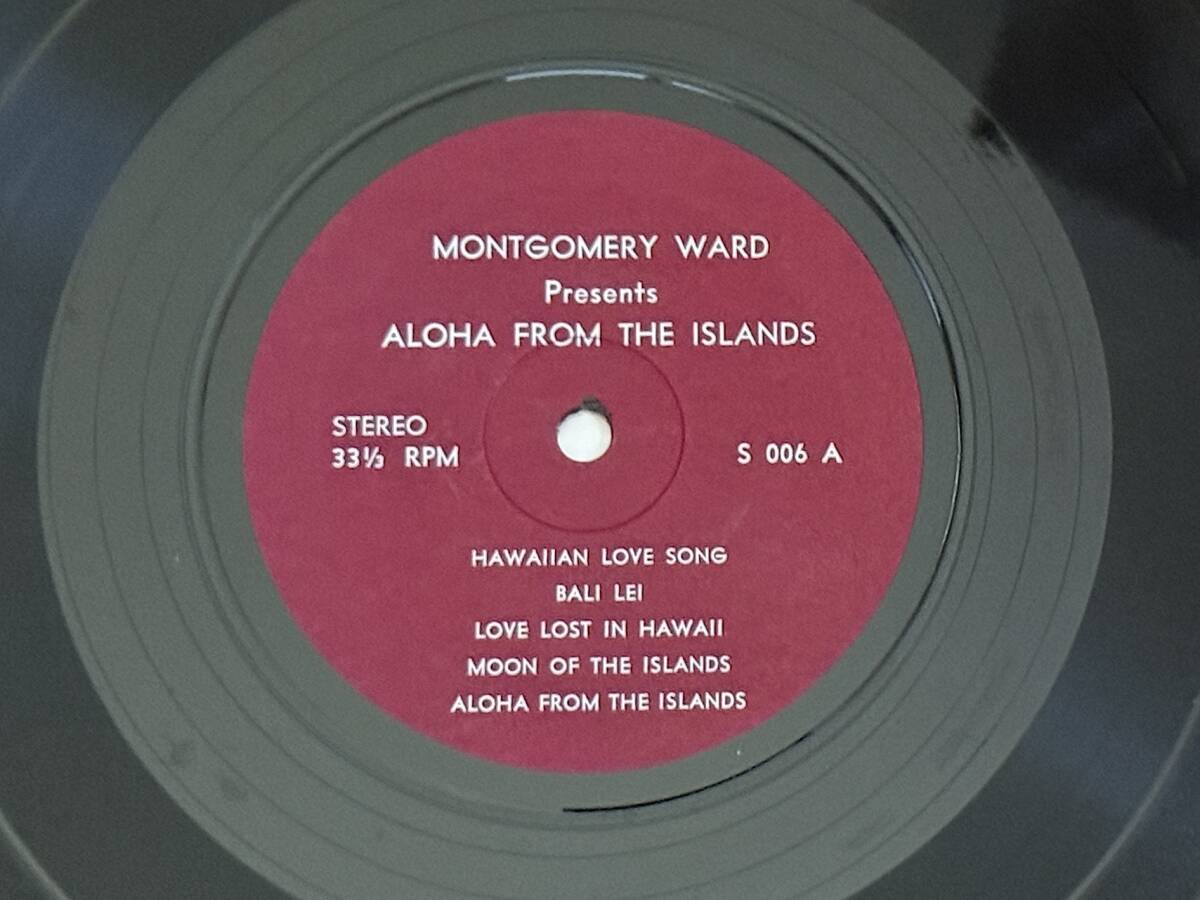 MONTGOMERY WARD
Presents
ALOHA FROM THE ISLANDS
STEREO
33⅓ RPM
S 006 A
HAWAIIAN LOVE SONG
BALI LEI
LOVE LOST IN HAWAII
MOON OF THE ISLANDS
ALOHA FROM THE ISLANDS